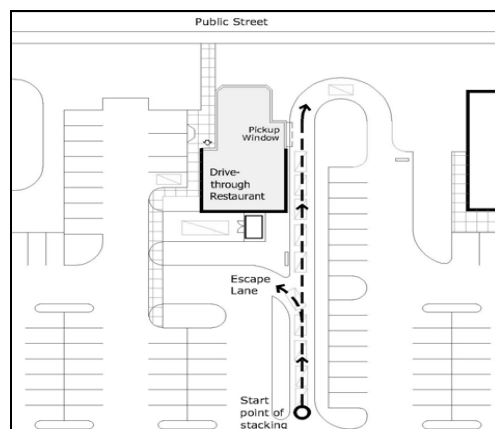 Public Street
Pickup
Window
Drive-
through
Restaurant
Escape
Lane
Start
point of
stacking